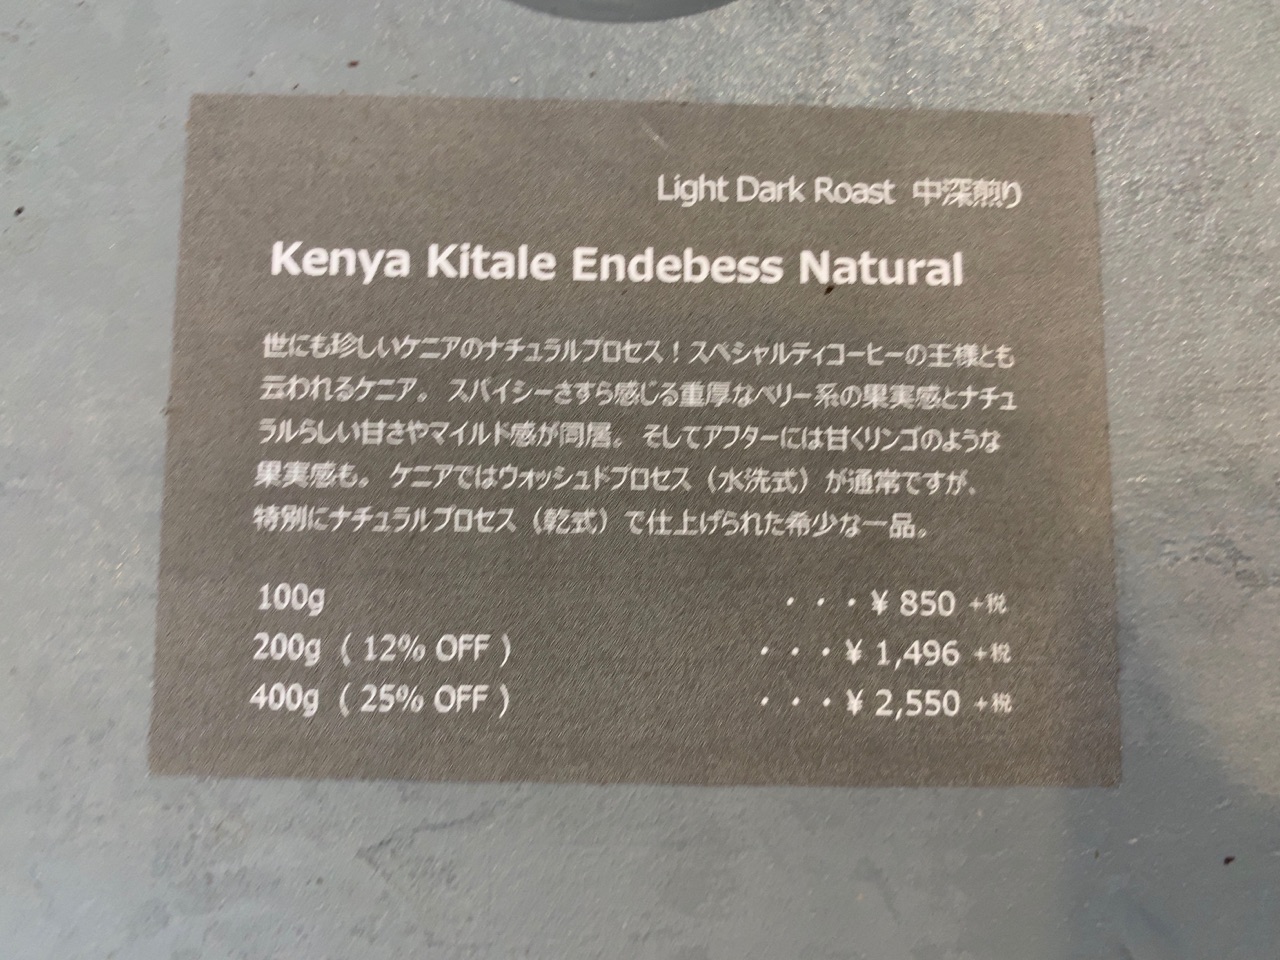 Light Dark Roast 中深煎り
Kenya Kitale Endebess Natural
世にも珍しいケニアのナチュラルプロセス！スペシャルティコーヒーの王様とも
云われるケニア。スパイシーさすら感じる重厚なベリー系の果実感とナチュ
ラルらしい甘さやマイルド感が同居。そしてアフターには甘くリンゴのような
果実感も。ケニアではウォッシュドプロセス（水洗式）が通常ですが、
特別にナチュラルプロセス（乾式）で仕上げられた希少な一品。
100g ・・・¥ 850 +税
200g ( 12% OFF ) ・・・¥ 1,496 +税
400g ( 25% OFF ) ・・・¥ 2,550 +税